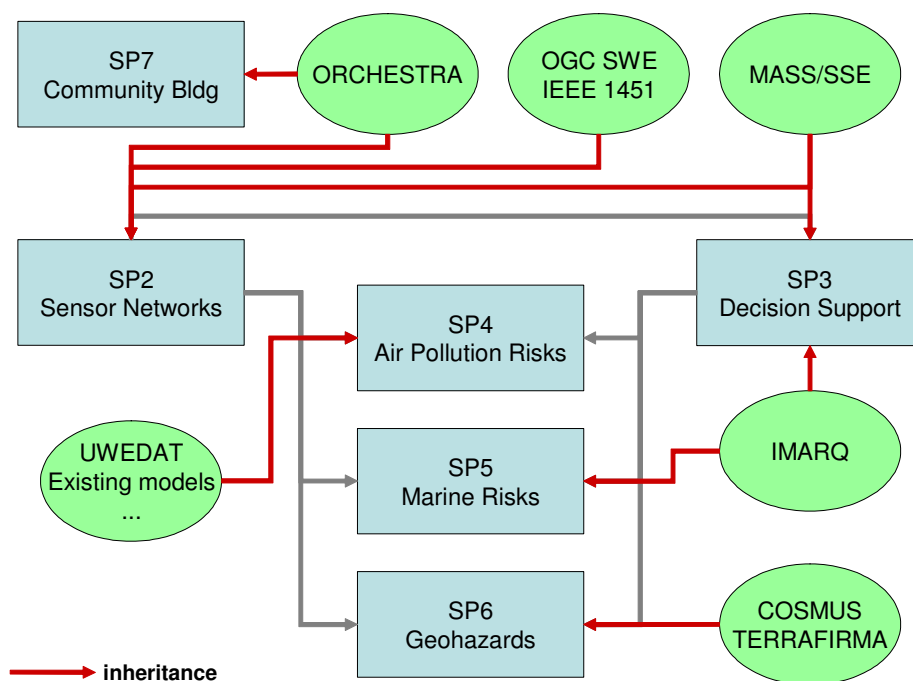 SP7
Community Bldg
ORCHESTRA
OGC SWE
IEEE 1451
MASS/SSE
SP2
Sensor Networks
SP3
Decision Support
SP4
Air Pollution Risks
UWEDAT
Existing models
...
SP5
Marine Risks
IMARQ
SP6
Geohazards
COSMUS
TERRAFIRMA
inheritance